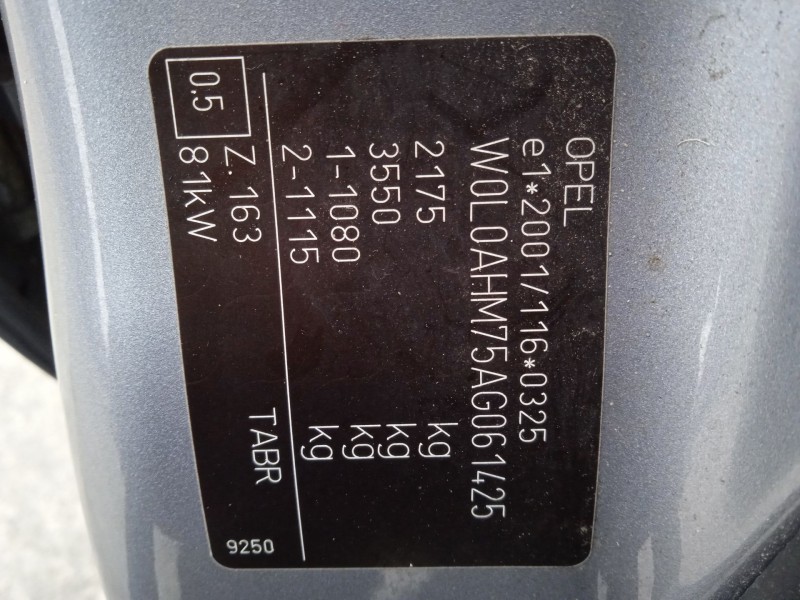 OPEL
e1*2001/116*0325
W0L0AHM75AG061425
2175 kg
3550 kg
1-1080 kg
2-1115 kg
Z. 163 TABR
0.5 81kW
9250